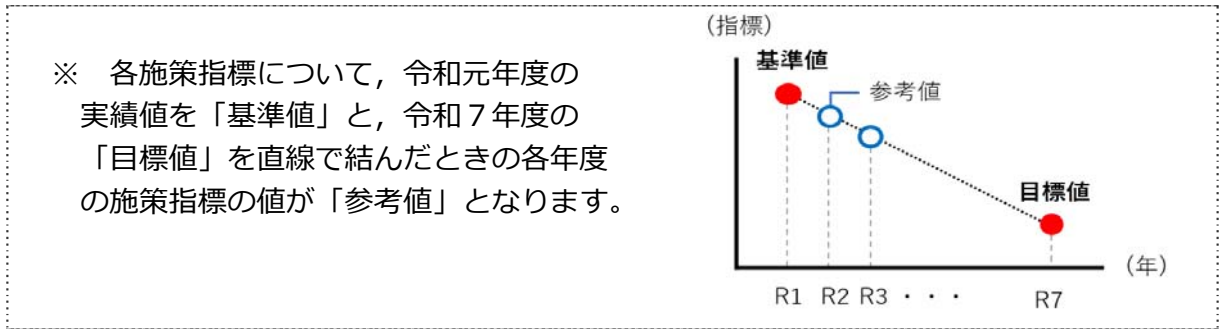 ※　各施策指標について，令和元年度の
実績値を「基準値」と，令和７年度の
「目標値」を直線で結んだときの各年度
の施策指標の値が「参考値」となります。
（指標）
基準値
参考値
目標値
（年）
R1 R2 R3 ・ ・ ・ R7